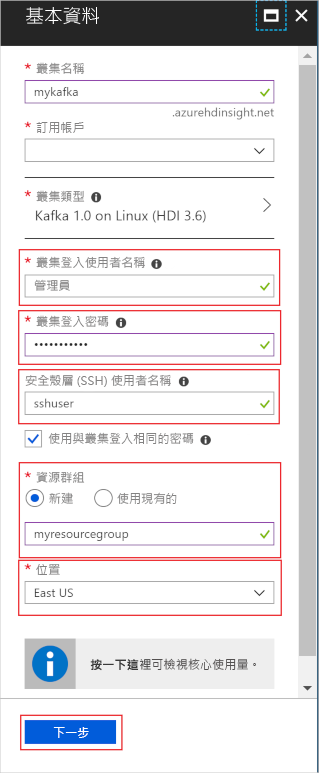 基本資料
* 叢集名稱
mykafka
.azurehdinsight.net
* 訂用帳戶
* 叢集類型
Kafka 1.0 on Linux (HDI 3.6)
* 叢集登入使用者名稱
管理員
* 叢集登入密碼
•••••••••••
安全殼層 (SSH) 使用者名稱
sshuser
使用與叢集登入相同的密碼
* 資源群組
新建 使用現有的
myresourcegroup
* 位置
East US
按一下這裡可檢視核心使用量。
下一步